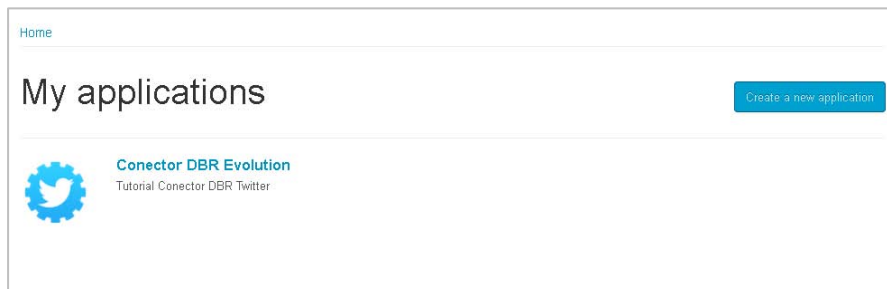 Home
My applications
Create a new application
Conector DBR Evolution
Tutorial Conector DBR Twitter